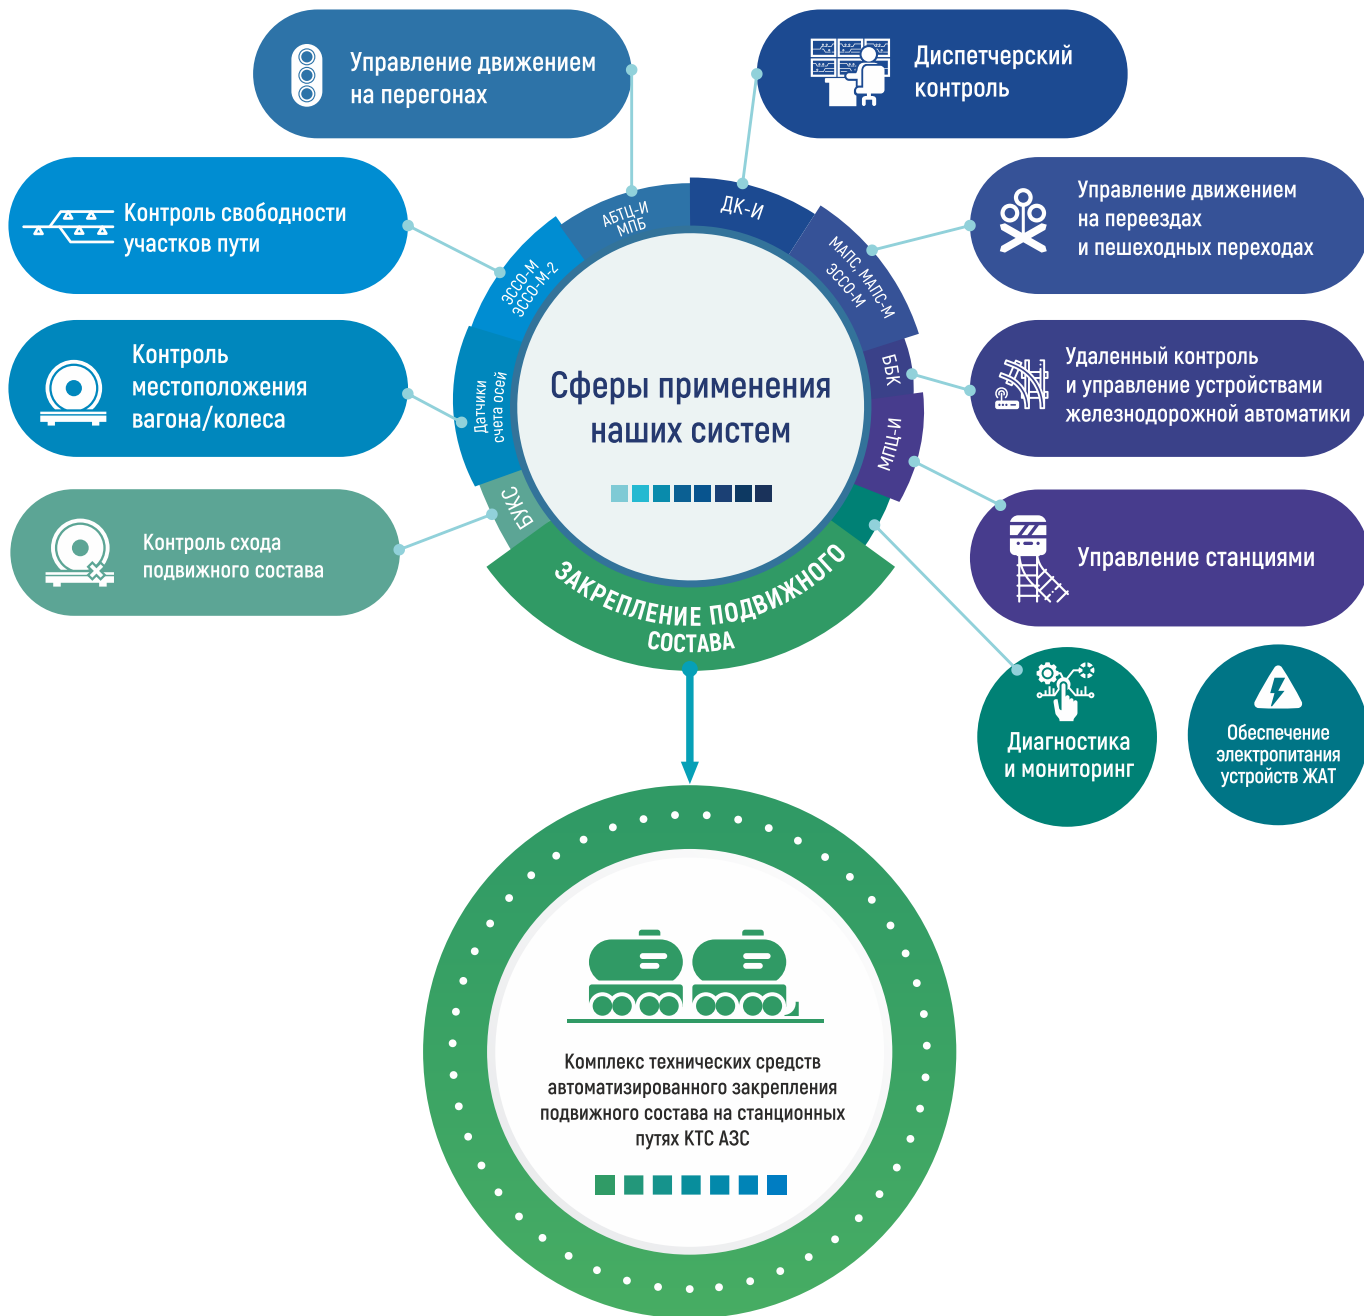 Управление движением
на перегонах
Диспетчерский
контроль
Контроль свободности
участков пути
Управление движением
на переездах
и пешеходных переходах
Контроль
местоположения
вагона/колеса
Удаленный контроль
и управление устройствами
железнодорожной автоматики
Контроль схода
подвижного состава
Управление станциями
АБТЦ-И
МПБ
ДК-И
ЭССО-М
ЭССО-М-2
МАПС, МАПС-М
ЭССО-М
Датчики
счета осей
ББК
БУКС
МПЦ-И
Сферы применения
наших систем
ЗАКРЕПЛЕНИЕ ПОДВИЖНОГО
СОСТАВА
Диагностика
и мониторинг
Обеспечение
электропитания
устройств ЖАТ
Комплекс технических средств
автоматизированного закрепления
подвижного состава на станционных
путях КТС АЗС